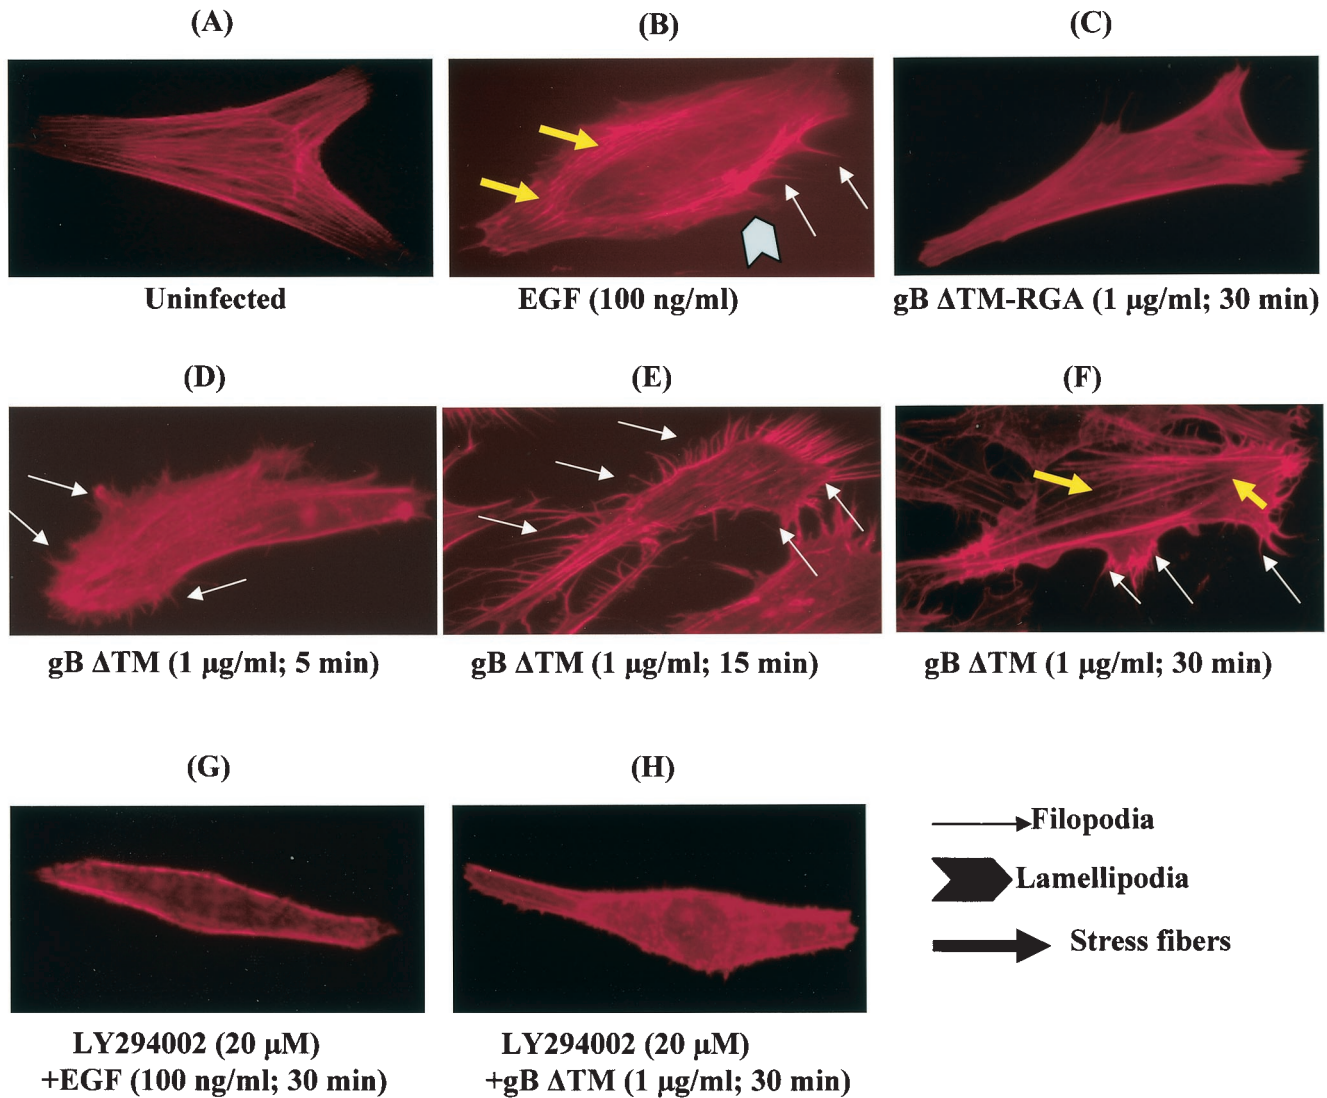 (A)
(B)
(C)
Uninfected
EGF (100 ng/ml)
gB ΔTM-RGA (1 μg/ml; 30 min)
(D)
(E)
(F)
gB ΔTM (1 μg/ml; 5 min)
gB ΔTM (1 μg/ml; 15 min)
gB ΔTM (1 μg/ml; 30 min)
(G)
(H)
Filopodia
Lamellipodia
Stress fibers
LY294002 (20 μM)
+EGF (100 ng/ml; 30 min)
LY294002 (20 μM)
+gB ΔTM (1 μg/ml; 30 min)